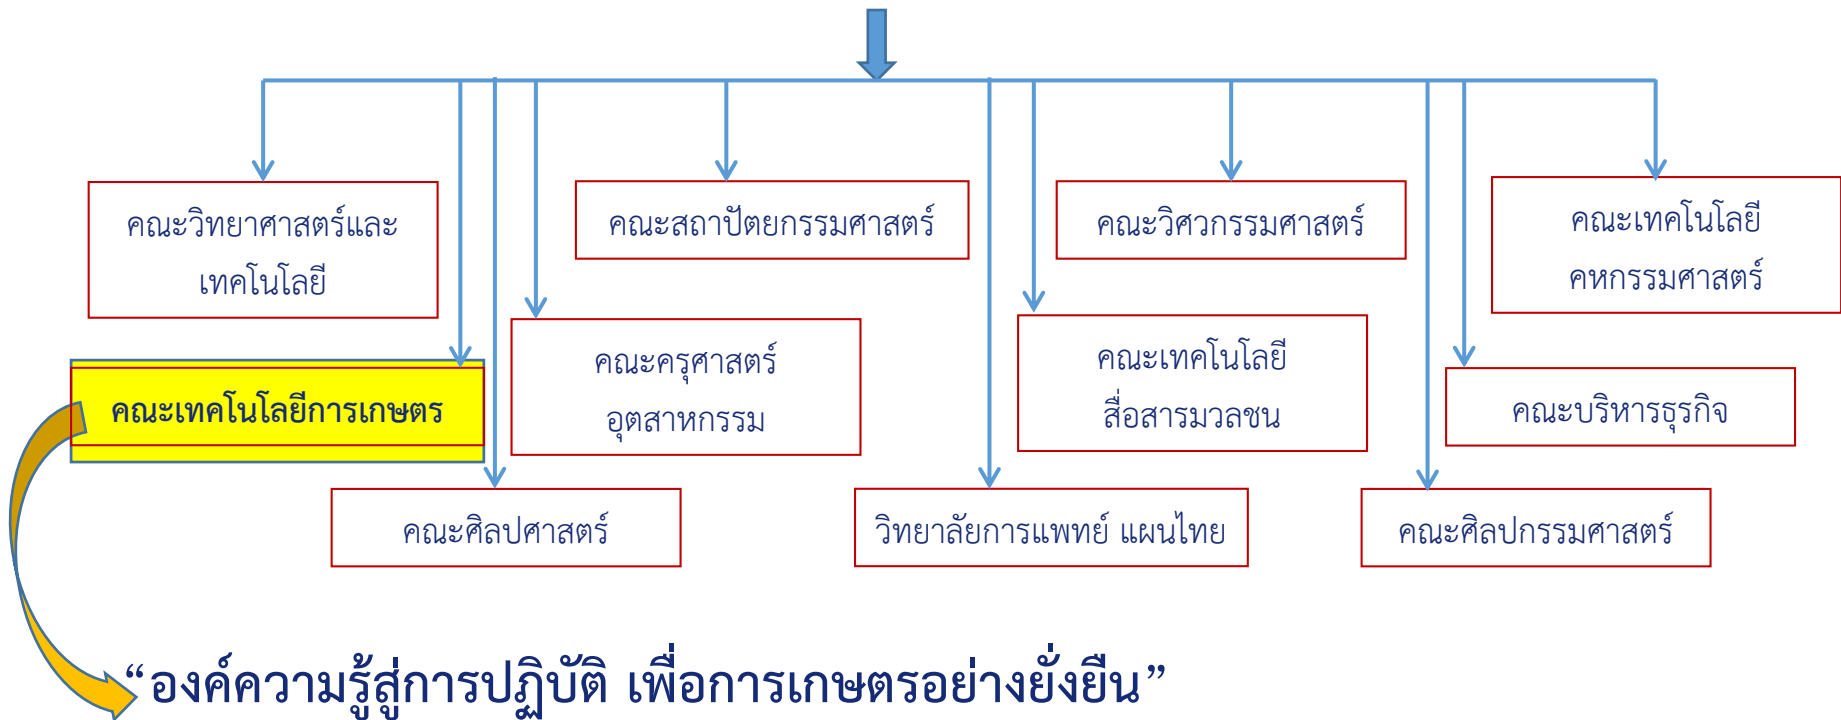 คณะวิทยาศาสตร์และ
เทคโนโลยี
คณะสถาปัตยกรรมศาสตร์
คณะวิศวกรรมศาสตร์
คณะเทคโนโลยี
คหกรรมศาสตร์
คณะเทคโนโลยีการเกษตร
คณะครุศาสตร์
อุตสาหกรรม
คณะเทคโนโลยี
สื่อสารมวลชน
คณะบริหารธุรกิจ
คณะศิลปศาสตร์
วิทยาลัยการแพทย์ แผนไทย
คณะศิลปกรรมศาสตร์
“องค์ความรู้สู่การปฏิบัติ เพื่อการเกษตรอย่างยั่งยืน”